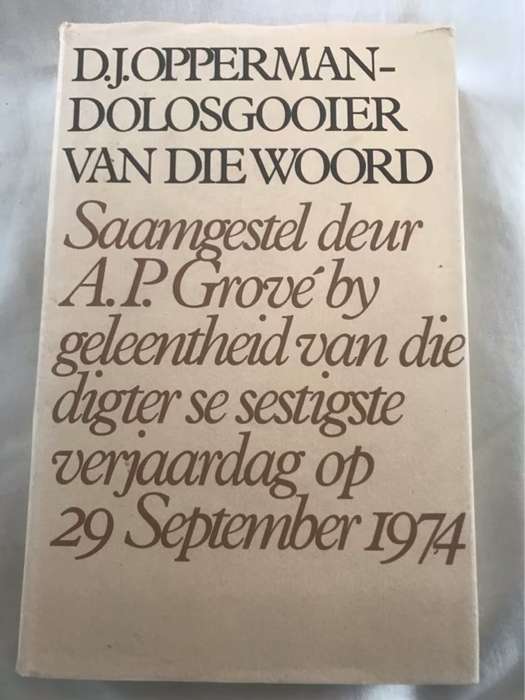 D.J.OPPERMAN-
DOLOSGOOIER
VAN DIE WOORD
Saamgestel deur
A.P. Grové by
geleentheid van die
digter se sestigste
verjaardag op
29 September 1974